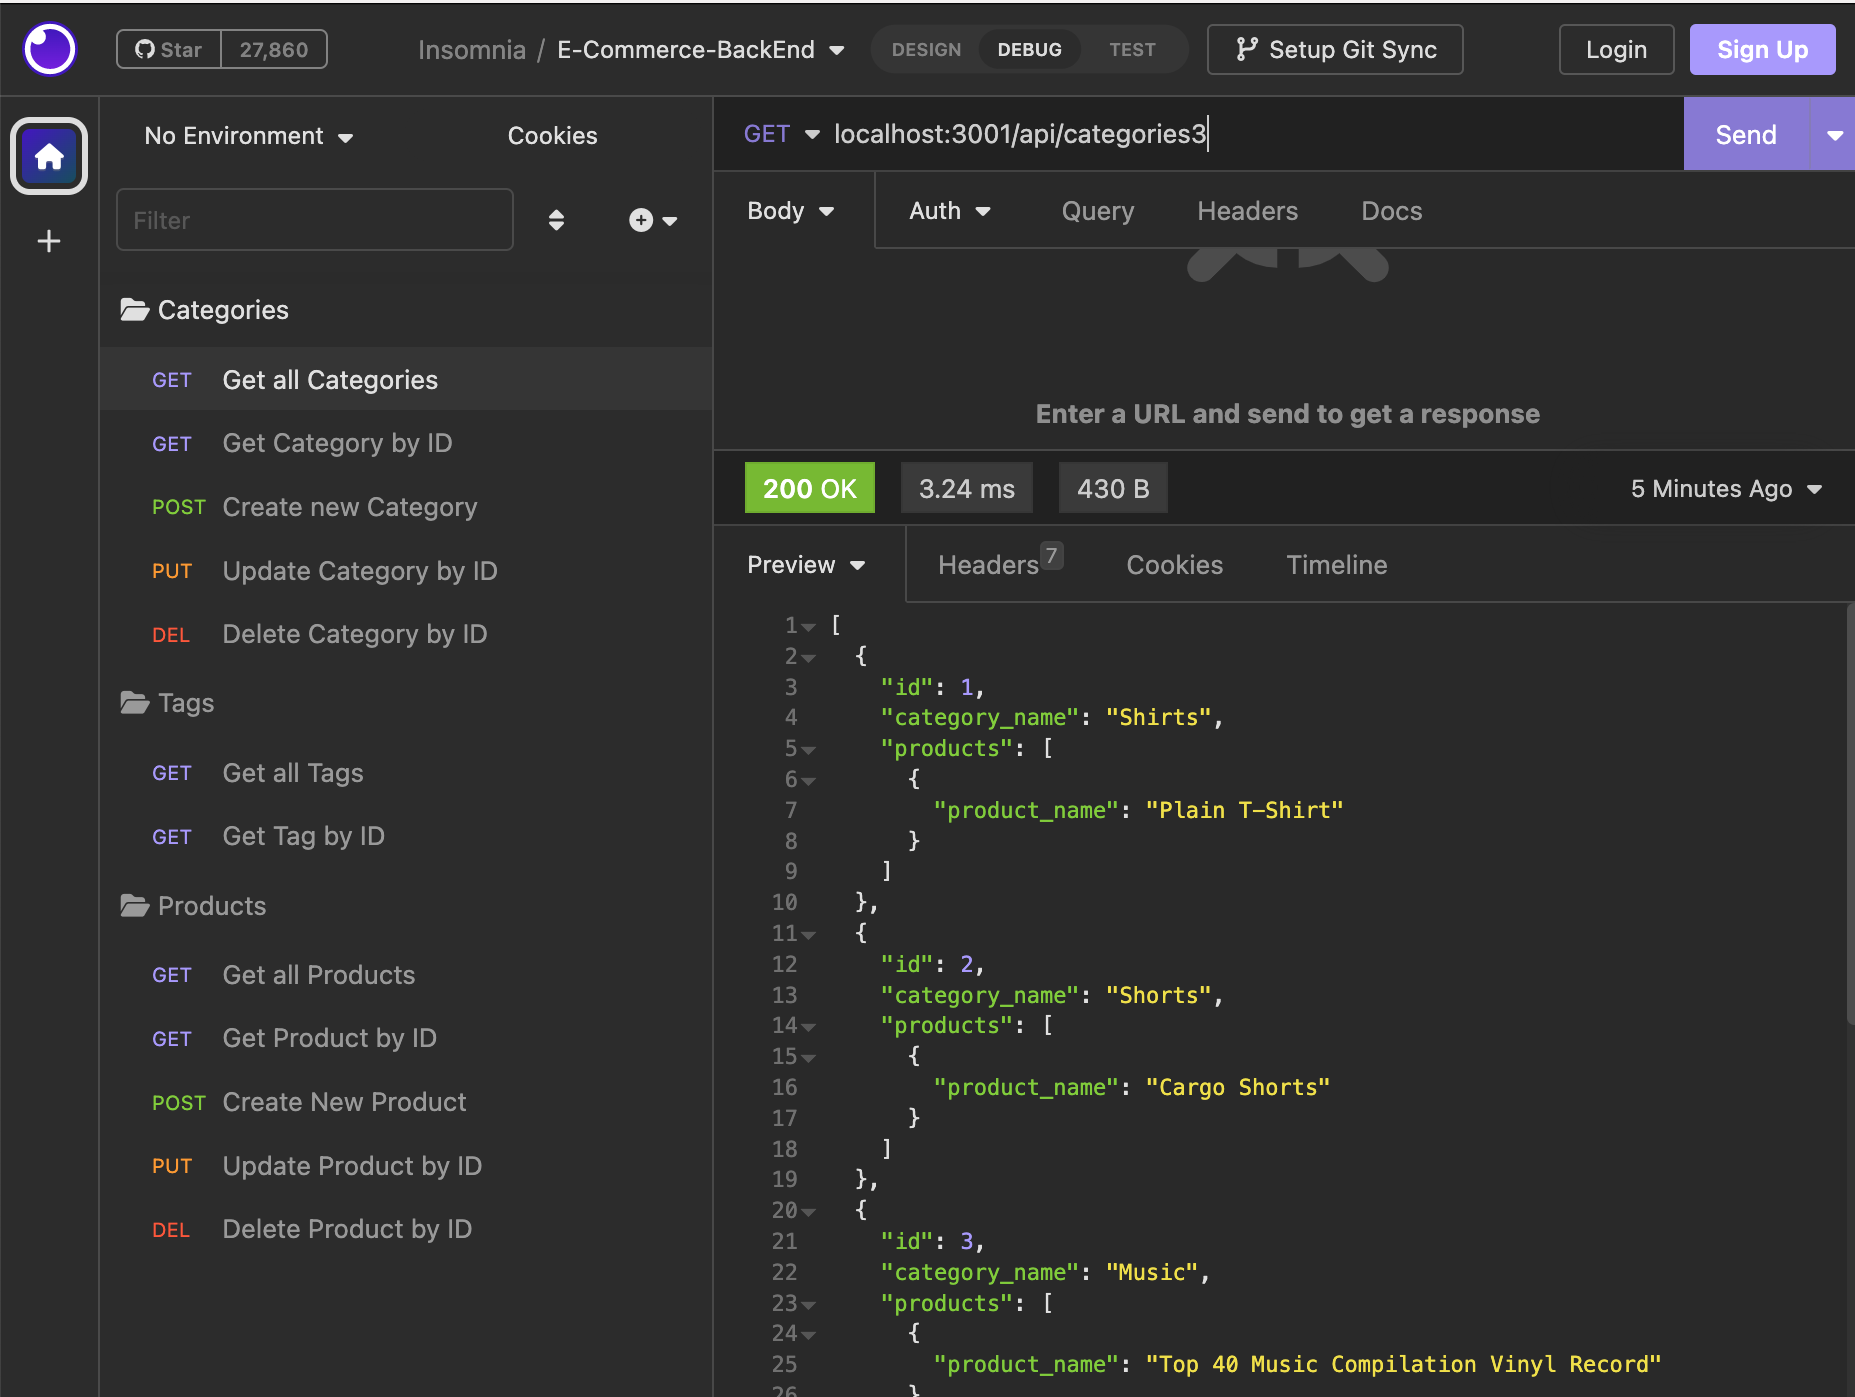 Star 27,860 Insomnia / E-Commerce-BackEnd DESIGN DEBUG TEST Setup Git Sync Login Sign Up
No Environment Cookies
Filter
Categories
GET Get all Categories
GET Get Category by ID
POST Create new Category
PUT Update Category by ID
DEL Delete Category by ID
Tags
GET Get all Tags
GET Get Tag by ID
Products
GET Get all Products
GET Get Product by ID
POST Create New Product
PUT Update Product by ID
DEL Delete Product by ID
GET localhost:3001/api/categories3 Send
Body Auth Query Headers Docs
Enter a URL and send to get a response
200 OK 3.24 ms 430 B 5 Minutes Ago
Preview Headers 7 Cookies Timeline
1 [
2 {
3 "id": 1,
4 "category_name": "Shirts",
5 "products": [
6 {
7 "product_name": "Plain T-Shirt"
8 }
9 ]
10 },
11 {
12 "id": 2,
13 "category_name": "Shorts",
14 "products": [
15 {
16 "product_name": "Cargo Shorts"
17 }
18 ]
19 },
20 {
21 "id": 3,
22 "category_name": "Music",
23 "products": [
24 {
25 "product_name": "Top 40 Music Compilation Vinyl Record"
26 }